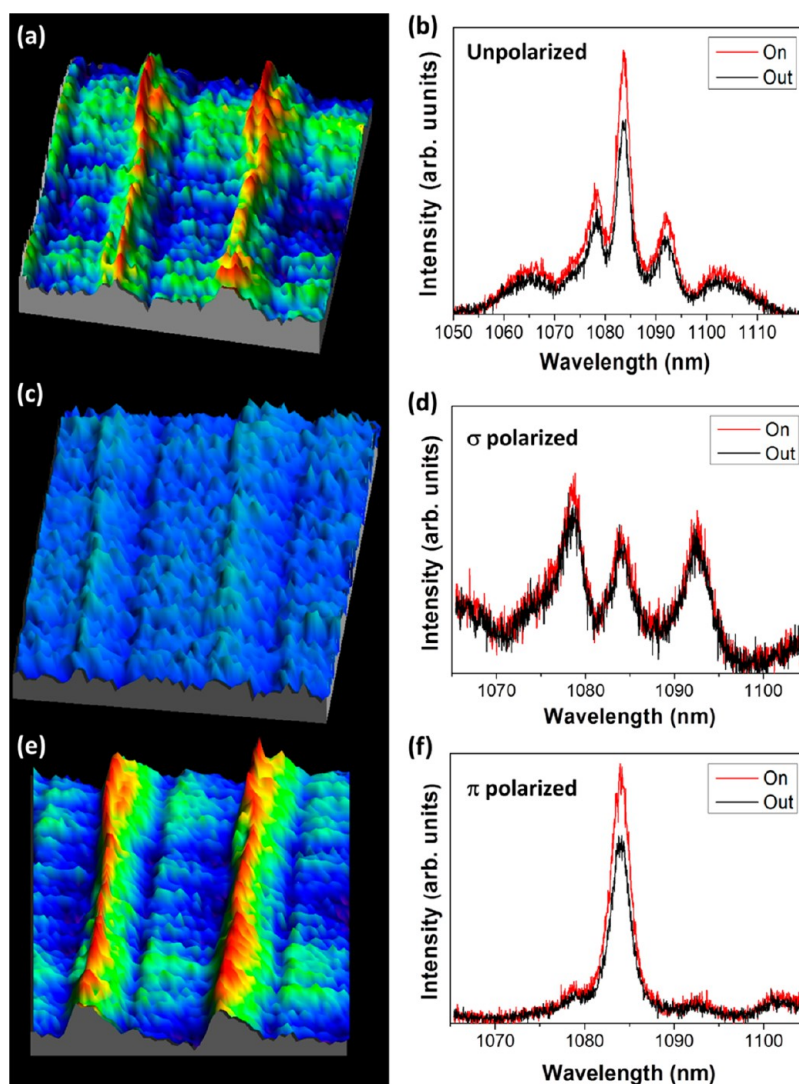 (a)
(b)
Unpolarized
On
Out
Intensity (arb. uunits)
1050 1060 1070 1080 1090 1100 1110
Wavelength (nm)
(c)
(d)
σ polarized
On
Out
Intensity (arb. units)
1070 1080 1090 1100
Wavelength (nm)
(e)
(f)
π polarized
On
Out
Intensity (arb. units)
1070 1080 1090 1100
Wavelength (nm)